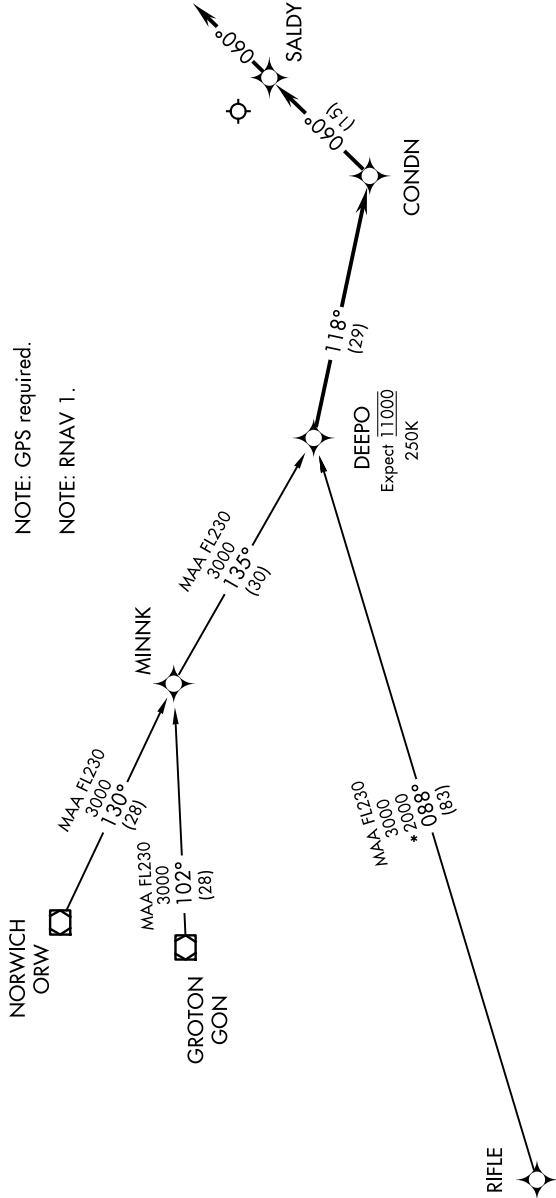 NOTE: GPS required.
NOTE: RNAV 1.
NORWICH
ORW
MAA FL230
3000
130°
(28)
GROTON
GON
MAA FL230
3000
102°
(28)
MINNK
MAA FL230
3000
135°
(30)
RIFLE
MAA FL230
3000
*2000
088°
(83)
DEEPO
Expect 11000
250K
118°
(29)
CONDN
060°
(15)
SALDY
060°